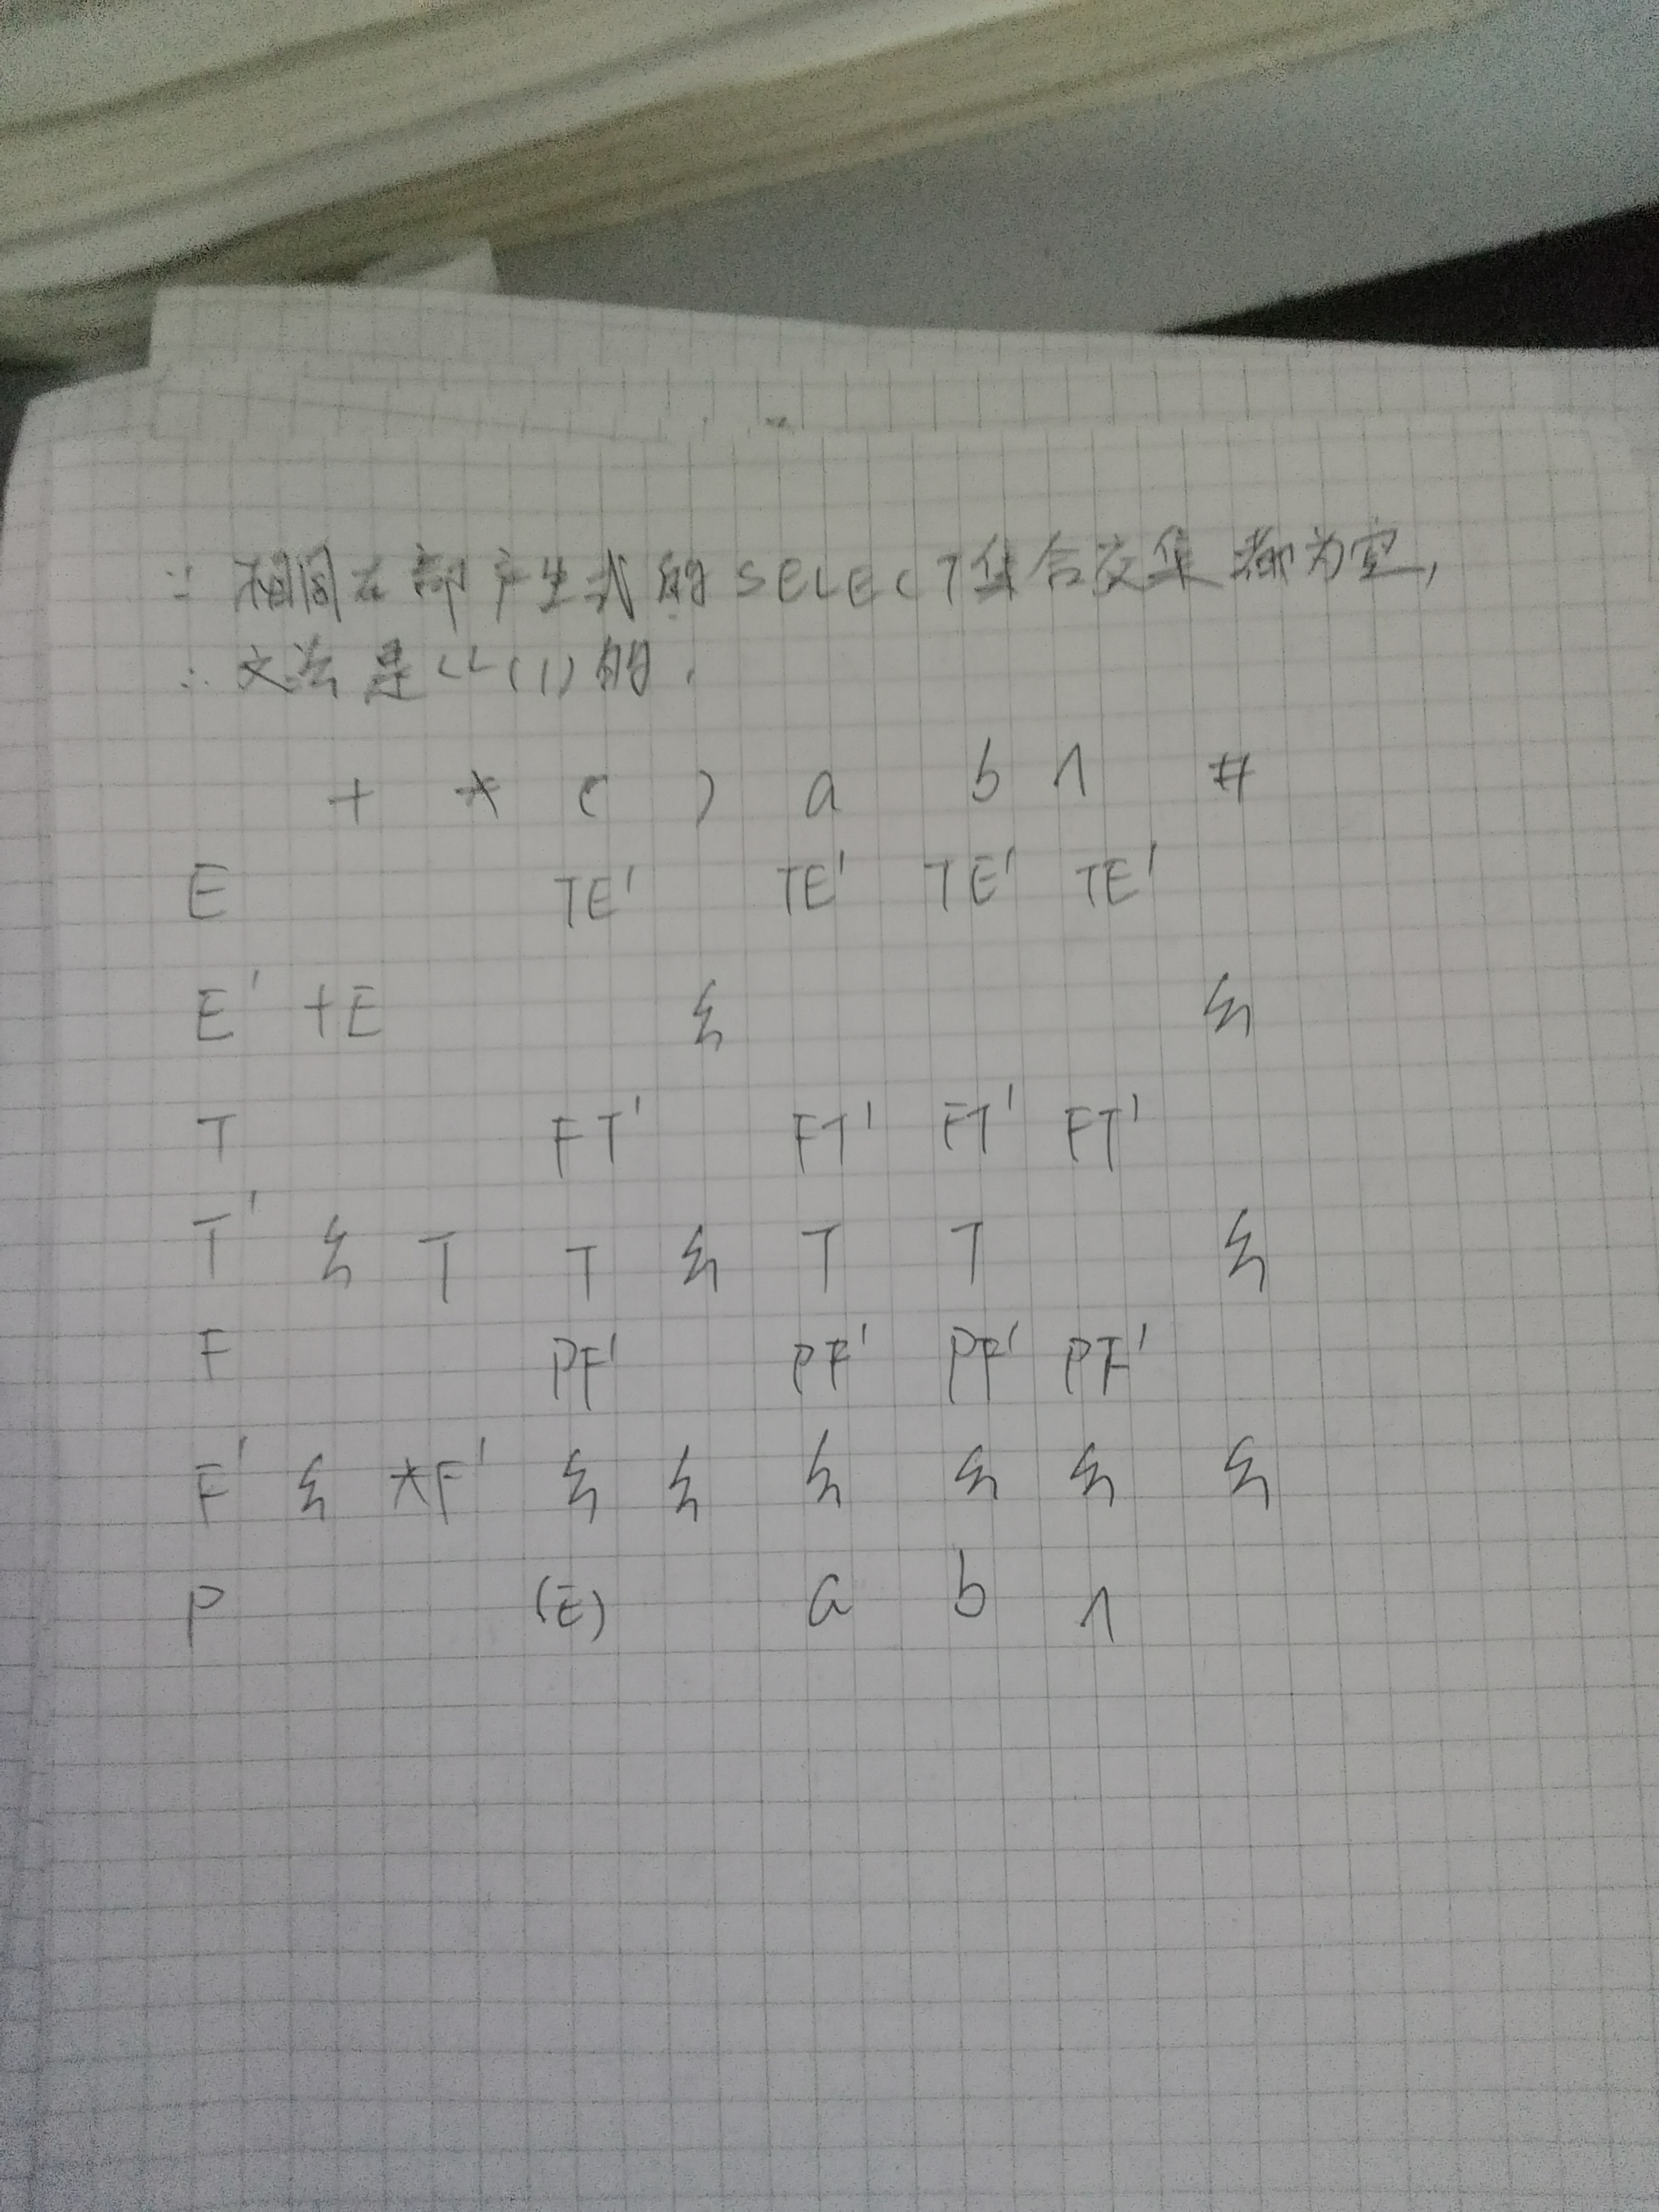 ∵ 相同左部产生式的SELECT集合交集都为空,
∴ 文法是LL(1)的.
+ * ( ) a b ∧ #
E TE' TE' TE' TE'
E' +E ε ε
T FT' FT' FT' FT'
T' ε T T ε T T ε
F PF' PF' PF' PF'
F' ε *F' ε ε ε ε ε ε
P (E) a b ∧